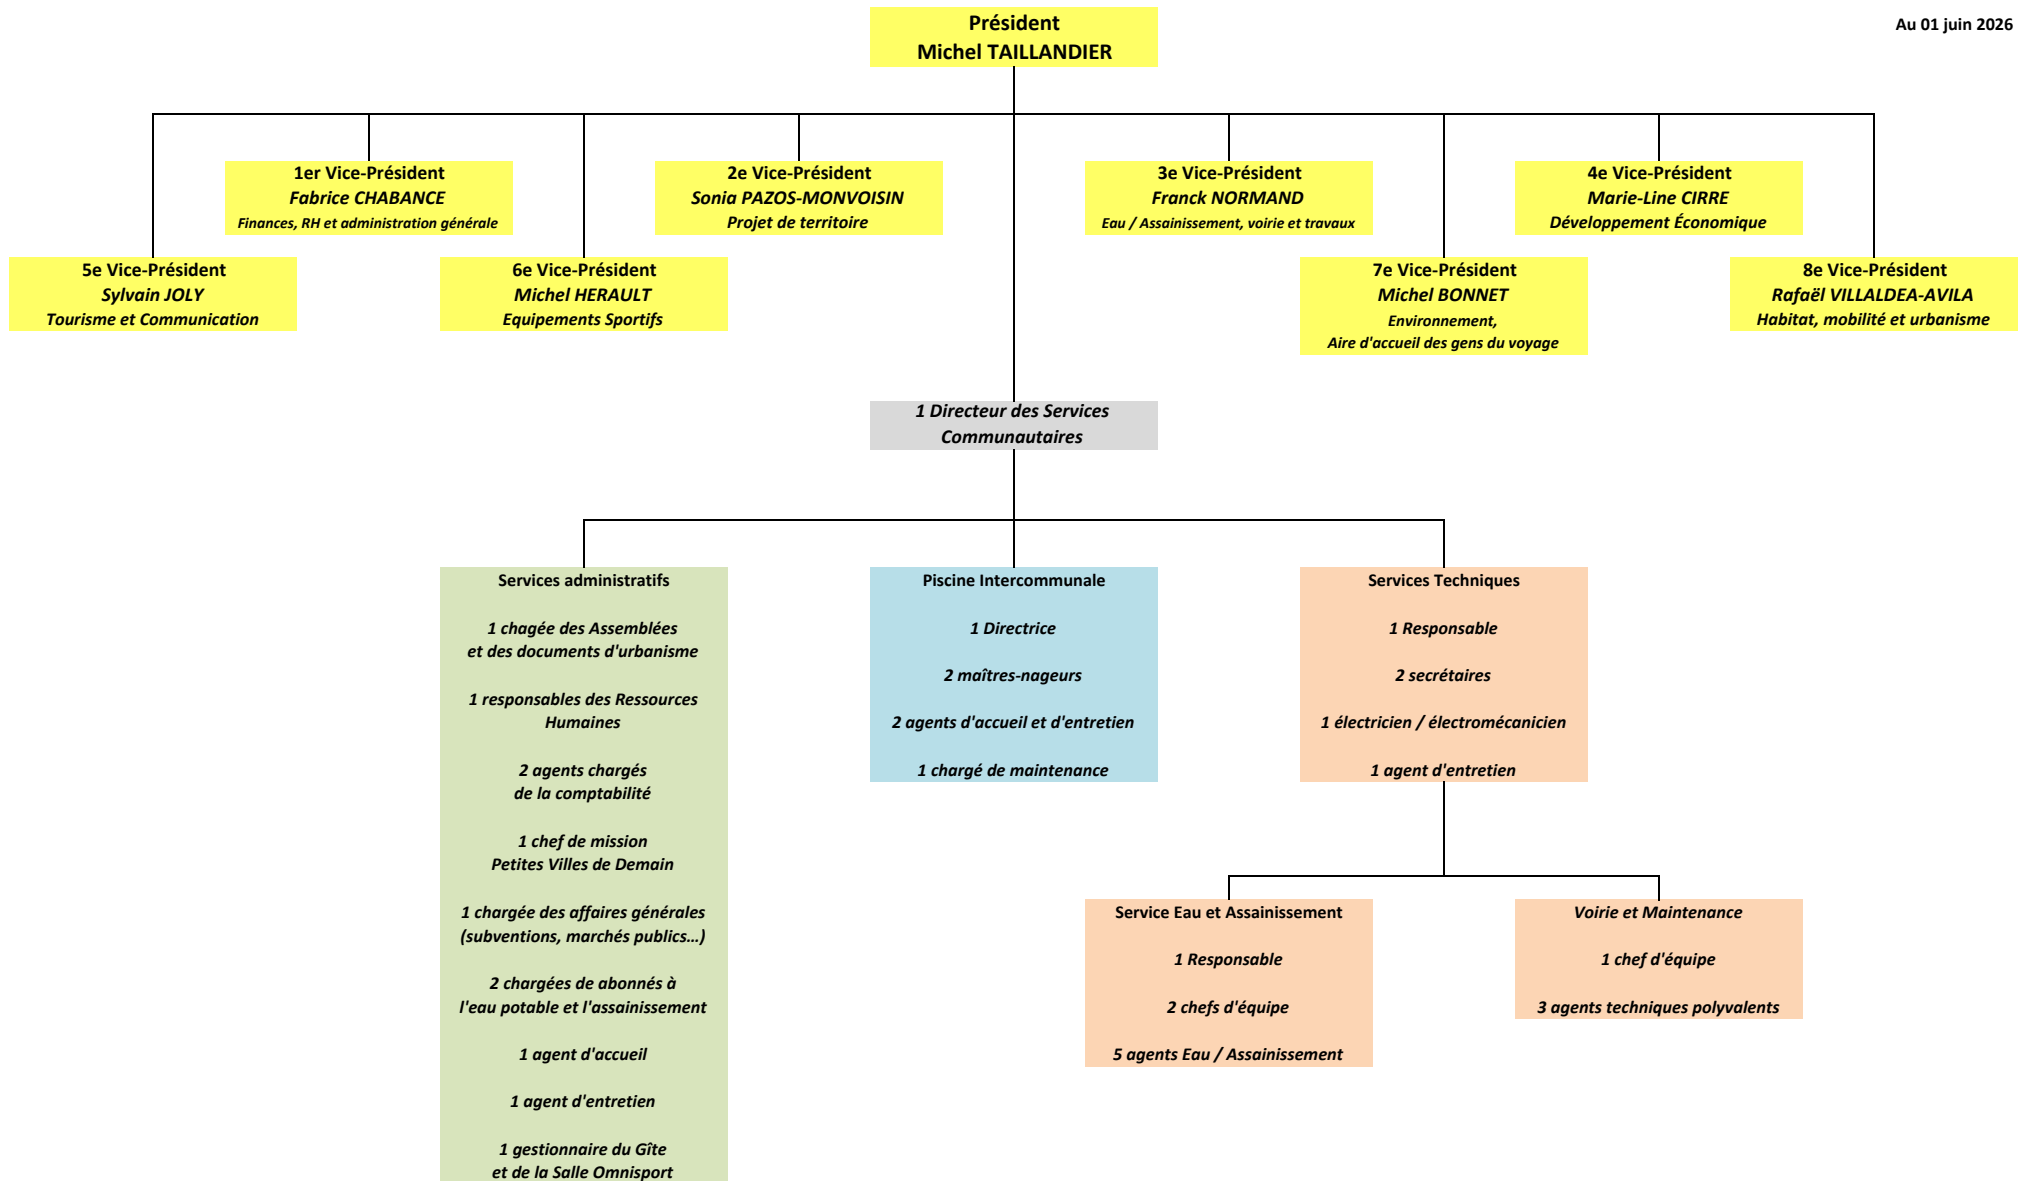 Président
Michel TAILLANDIER
Au 01 juin 2026
1er Vice-Président
Fabrice CHABANCE
Finances, RH et administration générale
2e Vice-Président
Sonia PAZOS-MONVOISIN
Projet de territoire
3e Vice-Président
Franck NORMAND
Eau / Assainissement, voirie et travaux
4e Vice-Président
Marie-Line CIRRE
Développement Économique
5e Vice-Président
Sylvain JOLY
Tourisme et Communication
6e Vice-Président
Michel HERAULT
Equipements Sportifs
7e Vice-Président
Michel BONNET
Environnement,
Aire d'accueil des gens du voyage
8e Vice-Président
Rafaël VILLALDEA-AVILA
Habitat, mobilité et urbanisme
1 Directeur des Services
Communautaires
Services administratifs
1 chagée des Assemblées
et des documents d'urbanisme
1 responsables des Ressources
Humaines
2 agents chargés
de la comptabilité
1 chef de mission
Petites Villes de Demain
1 chargée des affaires générales
(subventions, marchés publics…)
2 chargées de abonnés à
l'eau potable et l'assainissement
1 agent d'accueil
1 agent d'entretien
1 gestionnaire du Gîte
et de la Salle Omnisport
Piscine Intercommunale
1 Directrice
2 maîtres-nageurs
2 agents d'accueil et d'entretien
1 chargé de maintenance
Services Techniques
1 Responsable
2 secrétaires
1 électricien / électromécanicien
1 agent d'entretien
Service Eau et Assainissement
1 Responsable
2 chefs d'équipe
5 agents Eau / Assainissement
Voirie et Maintenance
1 chef d'équipe
3 agents techniques polyvalents